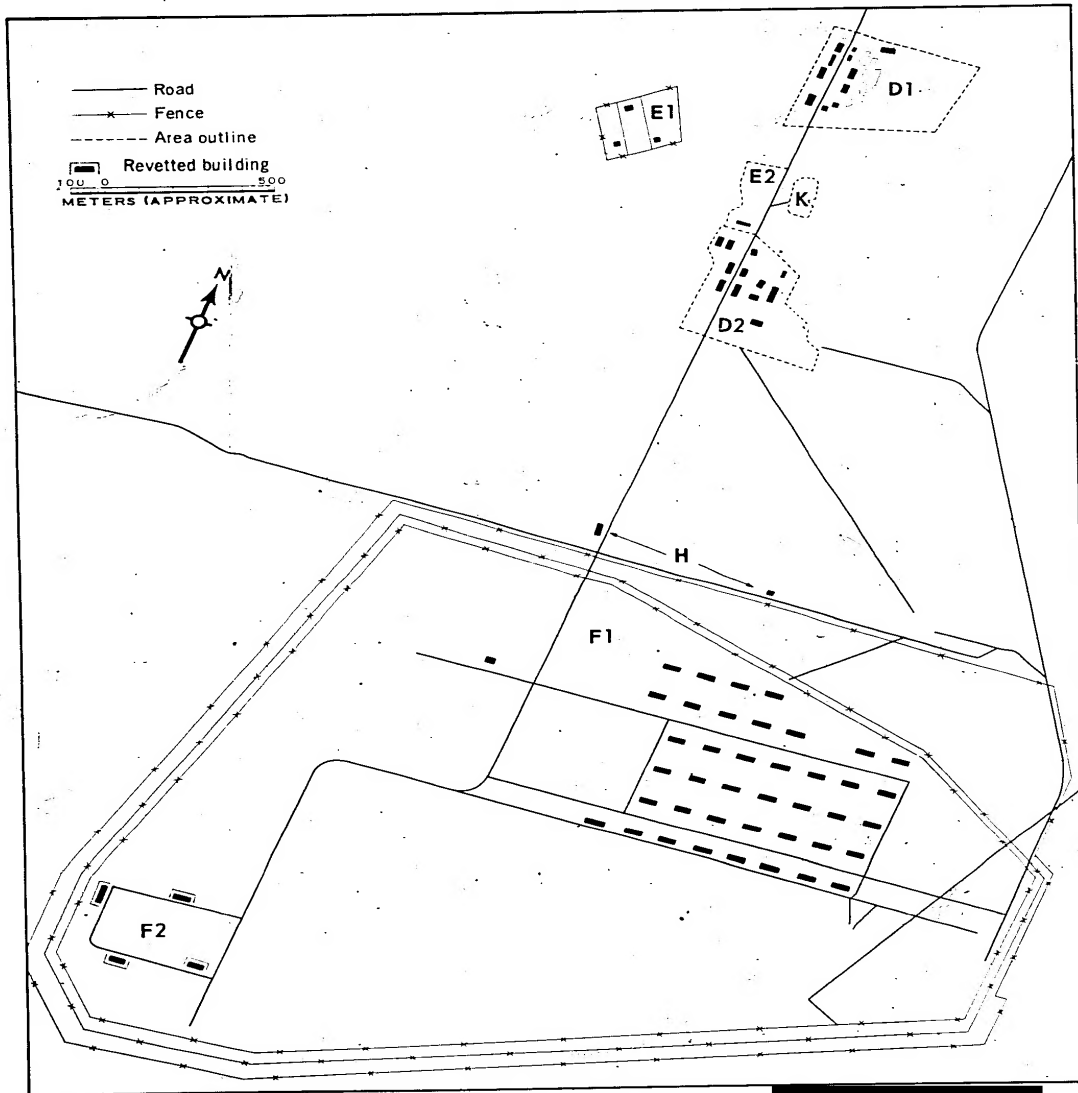 Road
Fence
Area outline
Revetted building
100 0 500
METERS (APPROXIMATE)
N
D1
E1
E2
K
D2
H
F1
F2